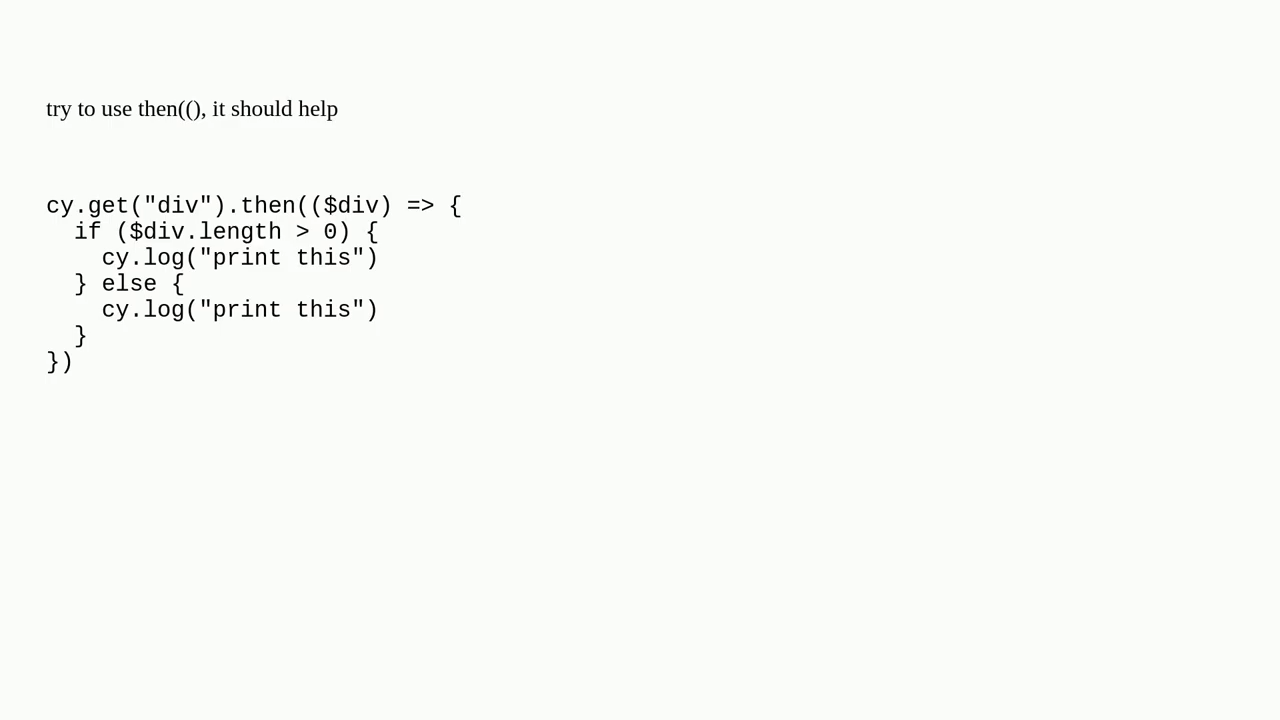 try to use then((), it should help
cy.get("div").then(($div) => {
  if ($div.length > 0) {
    cy.log("print this")
  } else {
    cy.log("print this")
  }
})